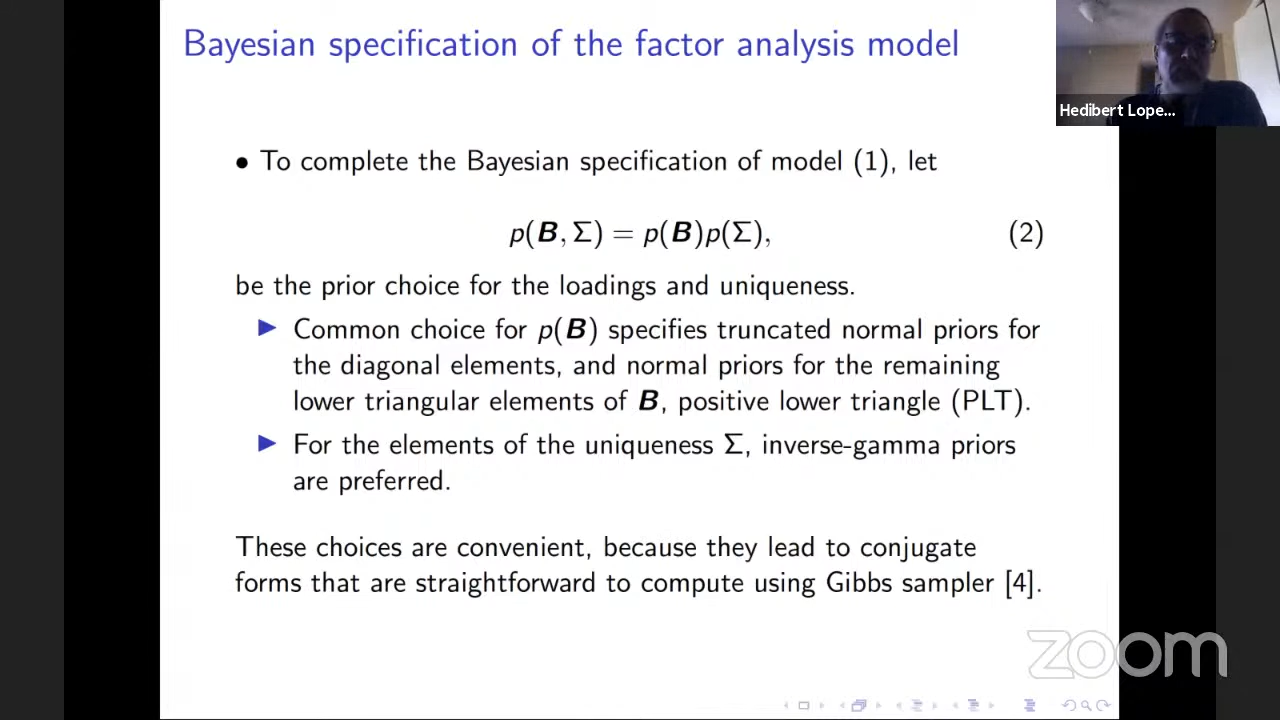 Bayesian specification of the factor analysis model
Hedibert Lope...
• To complete the Bayesian specification of model (1), let
p(B, Σ) = p(B)p(Σ), (2)
be the prior choice for the loadings and uniqueness.
▶ Common choice for p(B) specifies truncated normal priors for
the diagonal elements, and normal priors for the remaining
lower triangular elements of B, positive lower triangle (PLT).
▶ For the elements of the uniqueness Σ, inverse-gamma priors
are preferred.
These choices are convenient, because they lead to conjugate
forms that are straightforward to compute using Gibbs sampler [4].
zoom